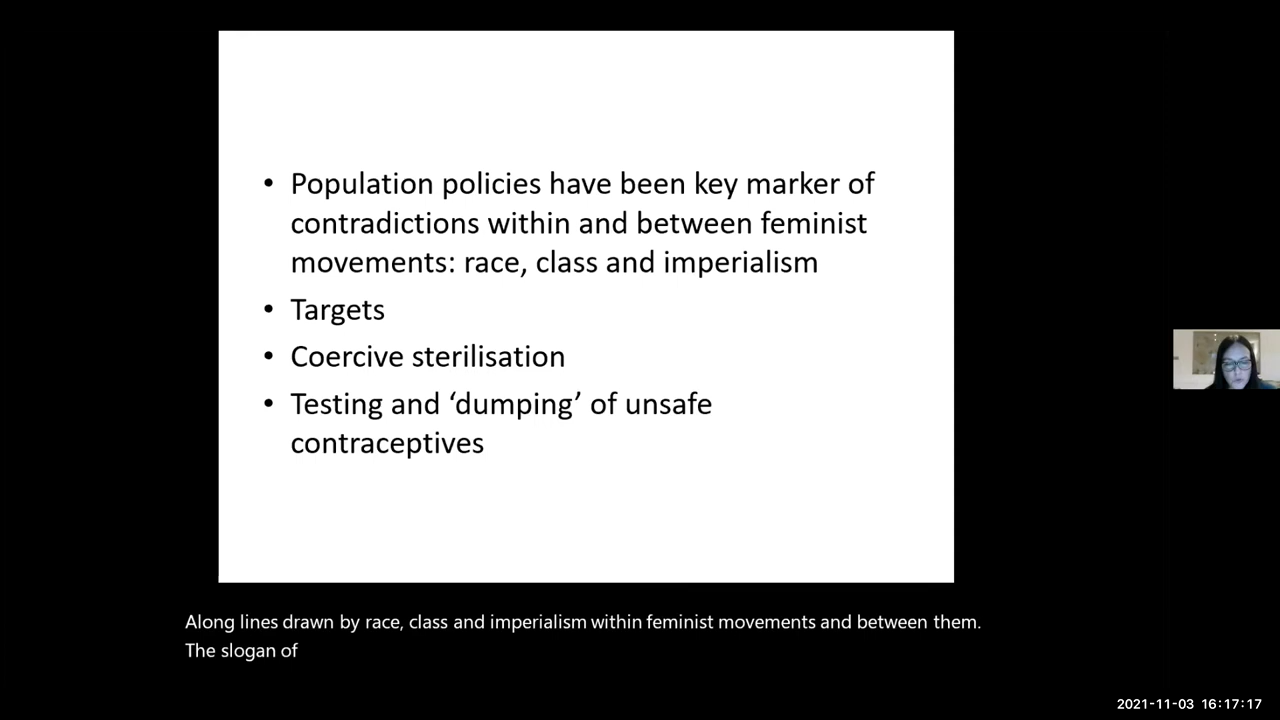 • Population policies have been key marker of
contradictions within and between feminist
movements: race, class and imperialism
• Targets
• Coercive sterilisation
• Testing and ‘dumping’ of unsafe
contraceptives
Along lines drawn by race, class and imperialism within feminist movements and between them.
The slogan of
2021-11-03 16:17:17